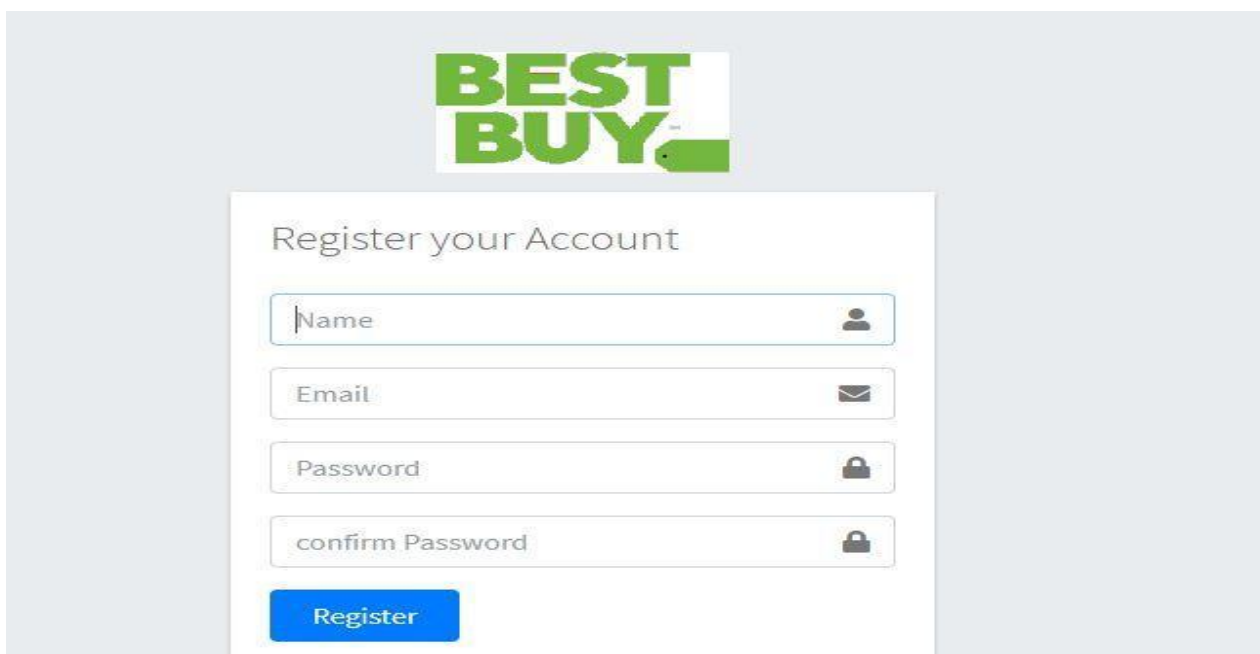 BEST
BUY
Register your Account
Name
Email
Password
confirm Password
Register